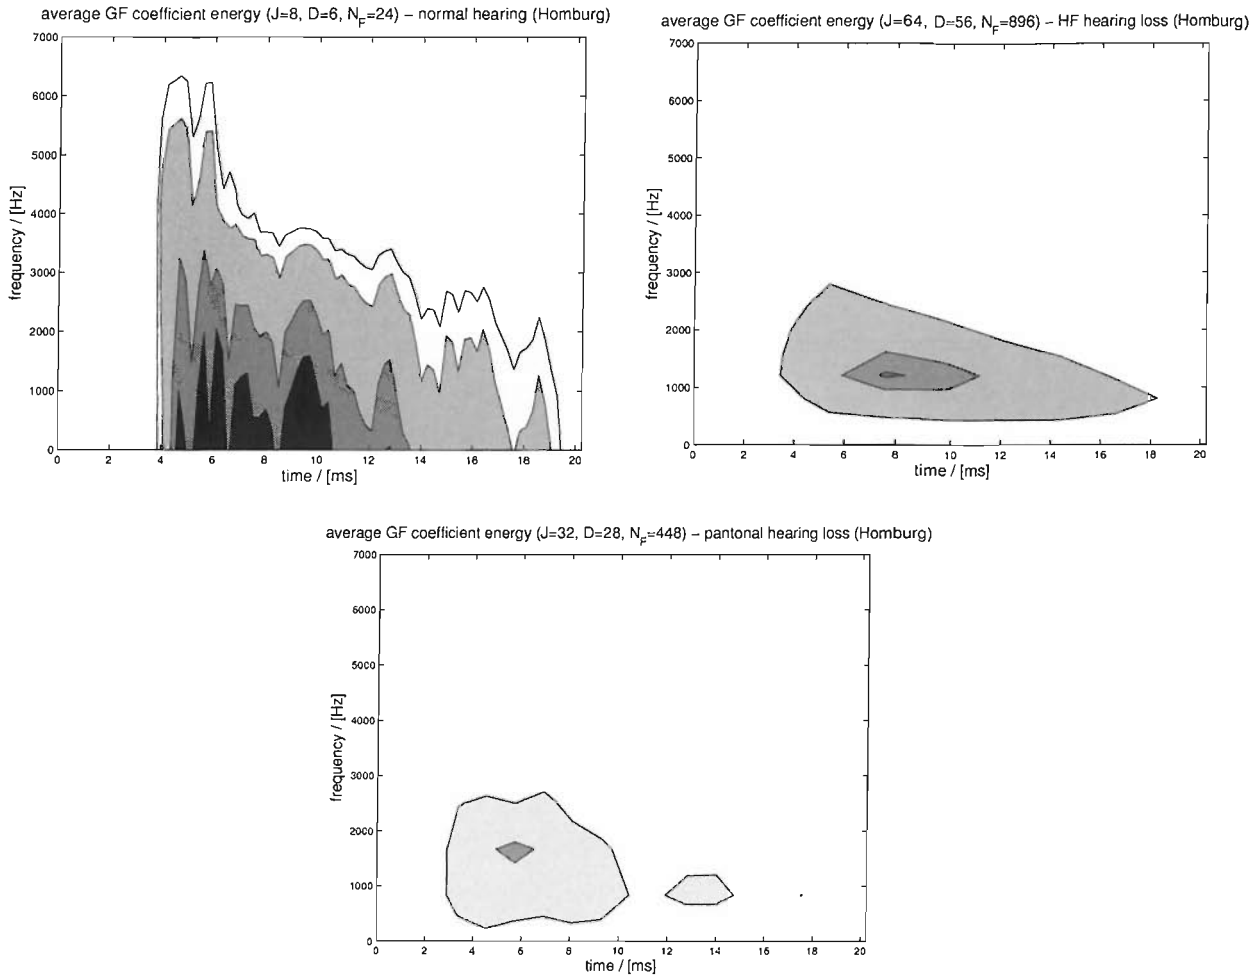 average GF coefficient energy (J=8, D=6, N_F=24) – normal hearing (Homburg)
7000
6000
5000
4000
3000
2000
1000
0
frequency / [Hz]
0 2 4 6 8 10 12 14 16 18 20
time / [ms]
average GF coefficient energy (J=64, D=56, N_F=896) – HF hearing loss (Homburg)
7000
6000
5000
4000
3000
2000
1000
0
frequency / [Hz]
0 2 4 6 8 10 12 14 16 18 20
time / [ms]
average GF coefficient energy (J=32, D=28, N_F=448) – pantonal hearing loss (Homburg)
7000
6000
5000
4000
3000
2000
1000
0
frequency / [Hz]
0 2 4 6 8 10 12 14 16 18 20
time / [ms]